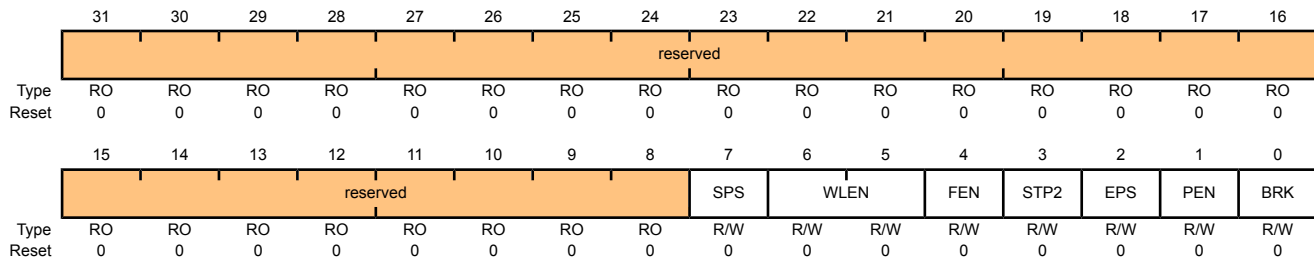 31 30 29 28 27 26 25 24 23 22 21 20 19 18 17 16
reserved
Type RO RO RO RO RO RO RO RO RO RO RO RO RO RO RO RO
Reset 0 0 0 0 0 0 0 0 0 0 0 0 0 0 0 0
15 14 13 12 11 10 9 8 7 6 5 4 3 2 1 0
reserved SPS WLEN FEN STP2 EPS PEN BRK
Type RO RO RO RO RO RO RO RO R/W R/W R/W R/W R/W R/W R/W R/W
Reset 0 0 0 0 0 0 0 0 0 0 0 0 0 0 0 0